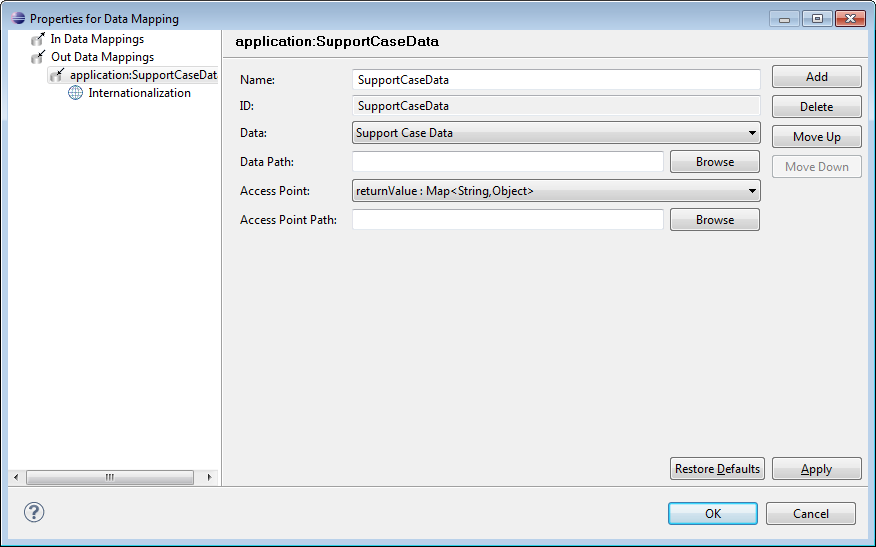 Properties for Data Mapping
In Data Mappings
Out Data Mappings
application:SupportCaseDat
Internationalization
application:SupportCaseData
Name: SupportCaseData
ID: SupportCaseData
Data: Support Case Data
Data Path: Browse
Access Point: returnValue : Map<String,Object>
Access Point Path: Browse
Add
Delete
Move Up
Move Down
Restore Defaults Apply
? OK Cancel